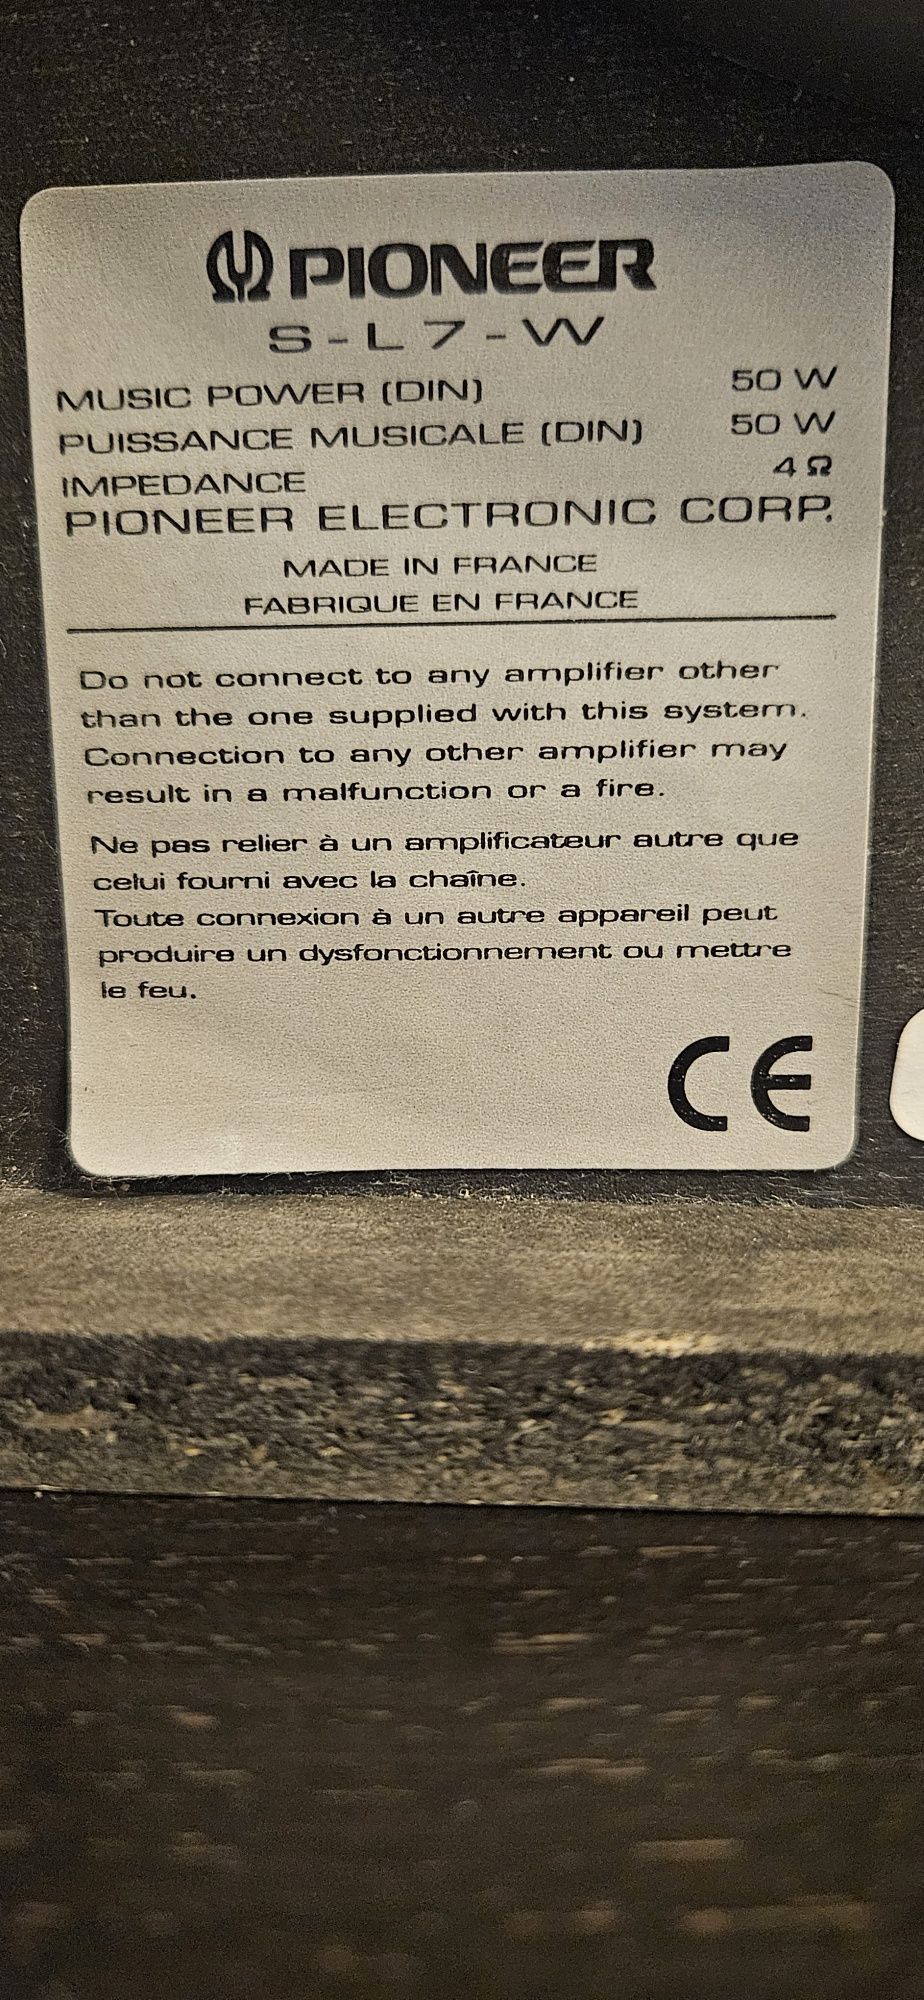 PIONEER
S-L7-W
MUSIC POWER (DIN) 50 W
PUISSANCE MUSICALE (DIN) 50 W
IMPEDANCE 4 Ω
PIONEER ELECTRONIC CORP.
MADE IN FRANCE
FABRIQUE EN FRANCE
Do not connect to any amplifier other
than the one supplied with this system.
Connection to any other amplifier may
result in a malfunction or a fire.
Ne pas relier à un amplificateur autre que
celui fourni avec la chaîne.
Toute connexion à un autre appareil peut
produire un dysfonctionnement ou mettre
le feu.
CE